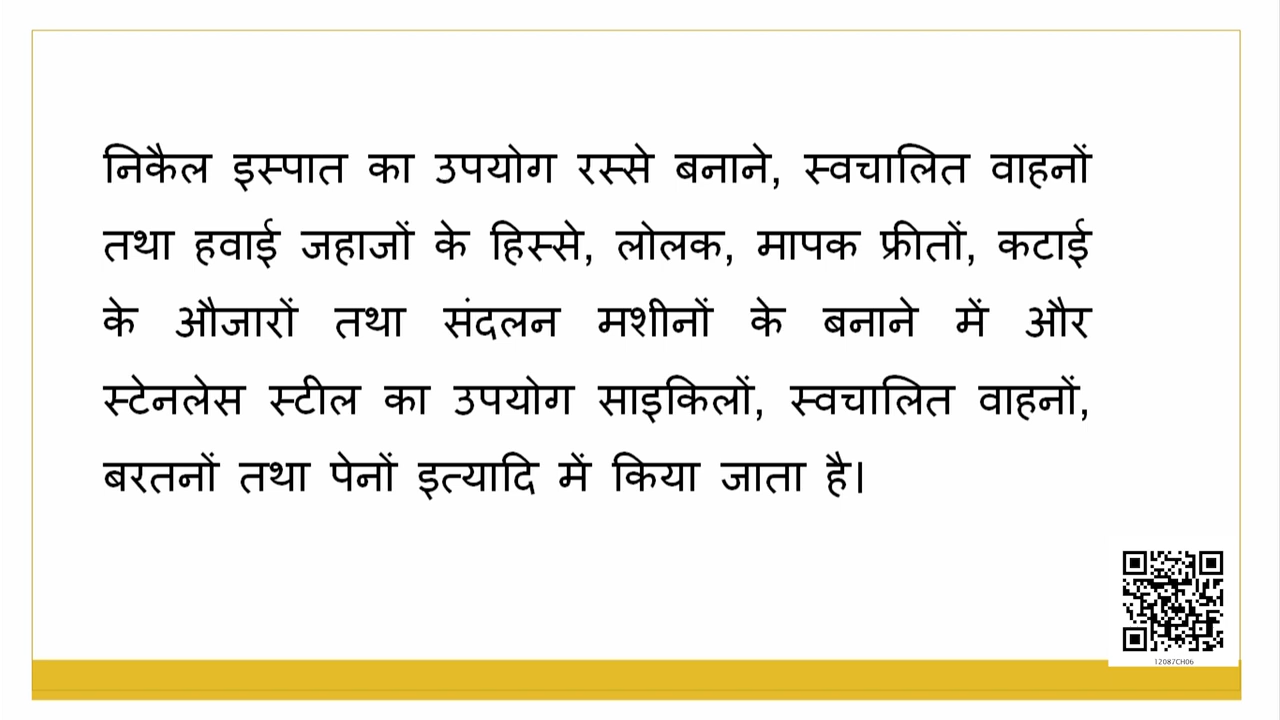 निकैल इस्पात का उपयोग रस्से बनाने, स्वचालित वाहनों
तथा हवाई जहाजों के हिस्से, लोलक, मापक फ्रीतों, कटाई
के औजारों तथा संदलन मशीनों के बनाने में और
स्टेनलेस स्टील का उपयोग साइकिलों, स्वचालित वाहनों,
बरतनों तथा पेनों इत्यादि में किया जाता है।
12087CH06